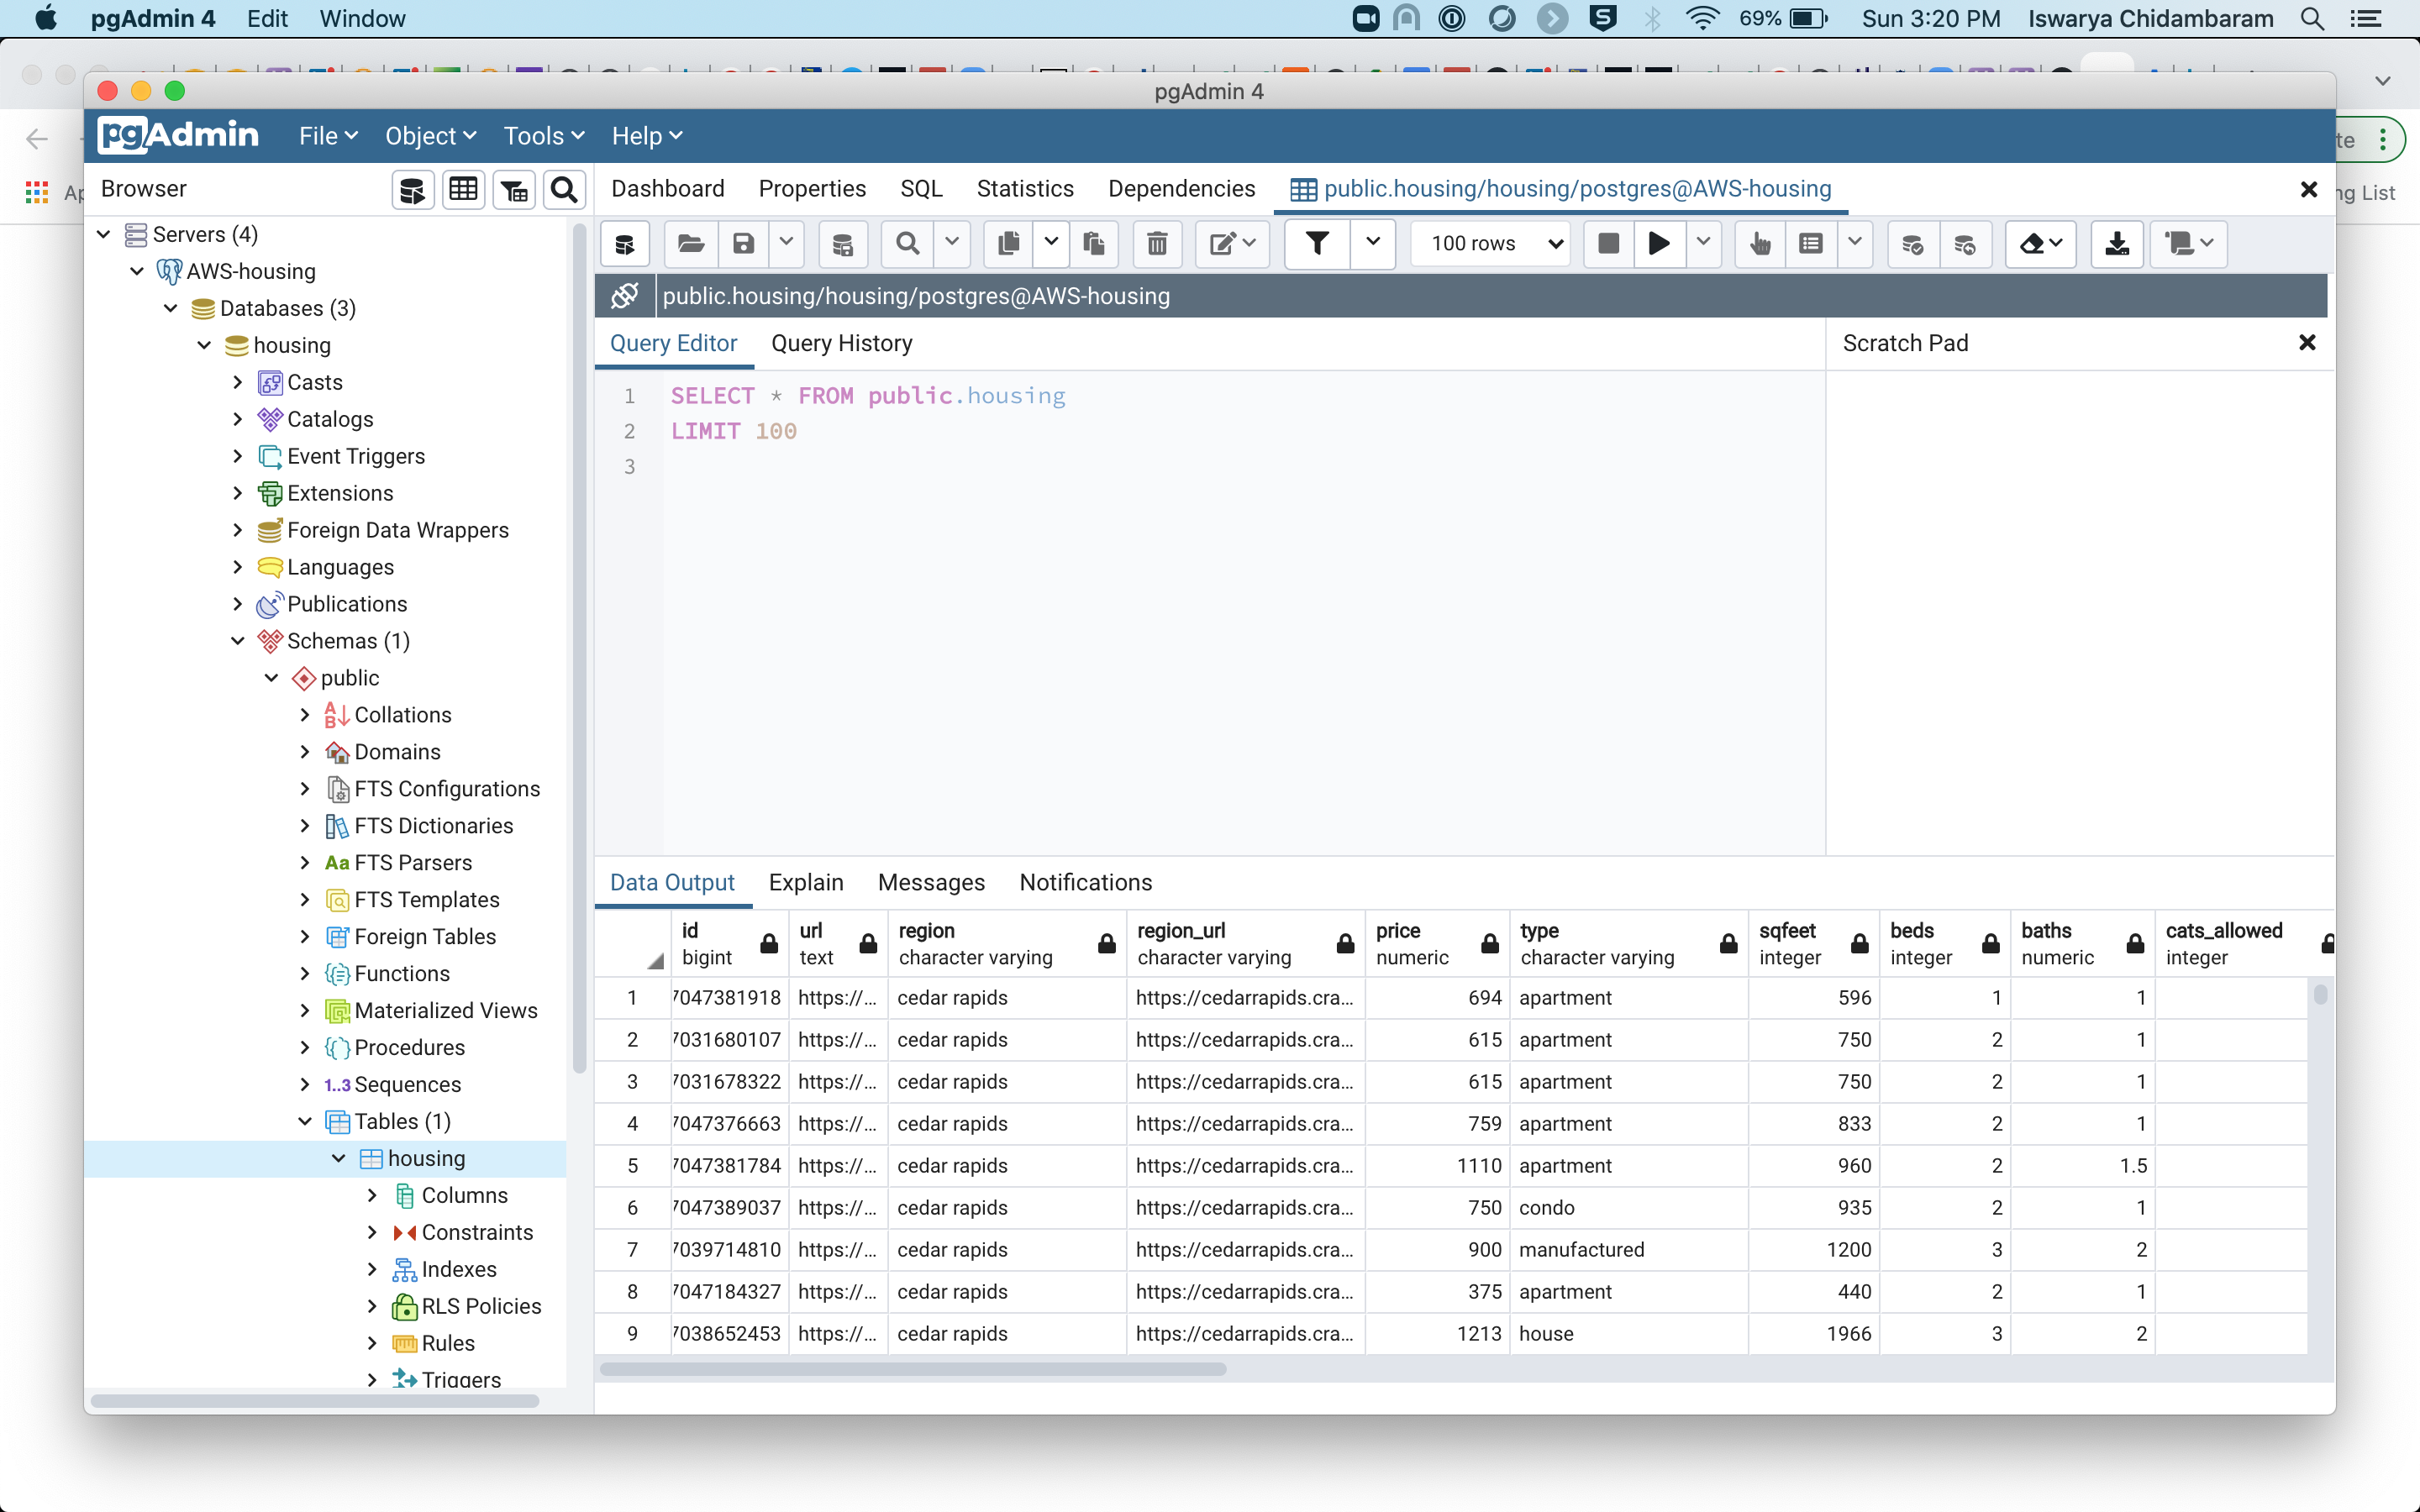 pgAdmin 4 Edit Window 69% Sun 3:20 PM Iswarya Chidambaram
pgAdmin 4
pgAdmin File Object Tools Help
Browser
Dashboard Properties SQL Statistics Dependencies public.housing/housing/postgres@AWS-housing
Servers (4)
AWS-housing
Databases (3)
housing
Casts
Catalogs
Event Triggers
Extensions
Foreign Data Wrappers
Languages
Publications
Schemas (1)
public
Collations
Domains
FTS Configurations
FTS Dictionaries
Aa FTS Parsers
FTS Templates
Foreign Tables
Functions
Materialized Views
Procedures
1..3 Sequences
Tables (1)
housing
Columns
Constraints
Indexes
RLS Policies
Rules
Triggers
100 rows
public.housing/housing/postgres@AWS-housing
Query Editor Query History
Scratch Pad
1 SELECT * FROM public.housing
2 LIMIT 100
3
Data Output Explain Messages Notifications
id url region region_url price type sqfeet beds baths cats_allowed
bigint text character varying character varying numeric character varying integer integer numeric integer
1 7047381918 https://... cedar rapids https://cedarrapids.cra... 694 apartment 596 1 1
2 7031680107 https://... cedar rapids https://cedarrapids.cra... 615 apartment 750 2 1
3 7031678322 https://... cedar rapids https://cedarrapids.cra... 615 apartment 750 2 1
4 7047376663 https://... cedar rapids https://cedarrapids.cra... 759 apartment 833 2 1
5 7047381784 https://... cedar rapids https://cedarrapids.cra... 1110 apartment 960 2 1.5
6 7047389037 https://... cedar rapids https://cedarrapids.cra... 750 condo 935 2 1
7 7039714810 https://... cedar rapids https://cedarrapids.cra... 900 manufactured 1200 3 2
8 7047184327 https://... cedar rapids https://cedarrapids.cra... 375 apartment 440 2 1
9 7038652453 https://... cedar rapids https://cedarrapids.cra... 1213 house 1966 3 2